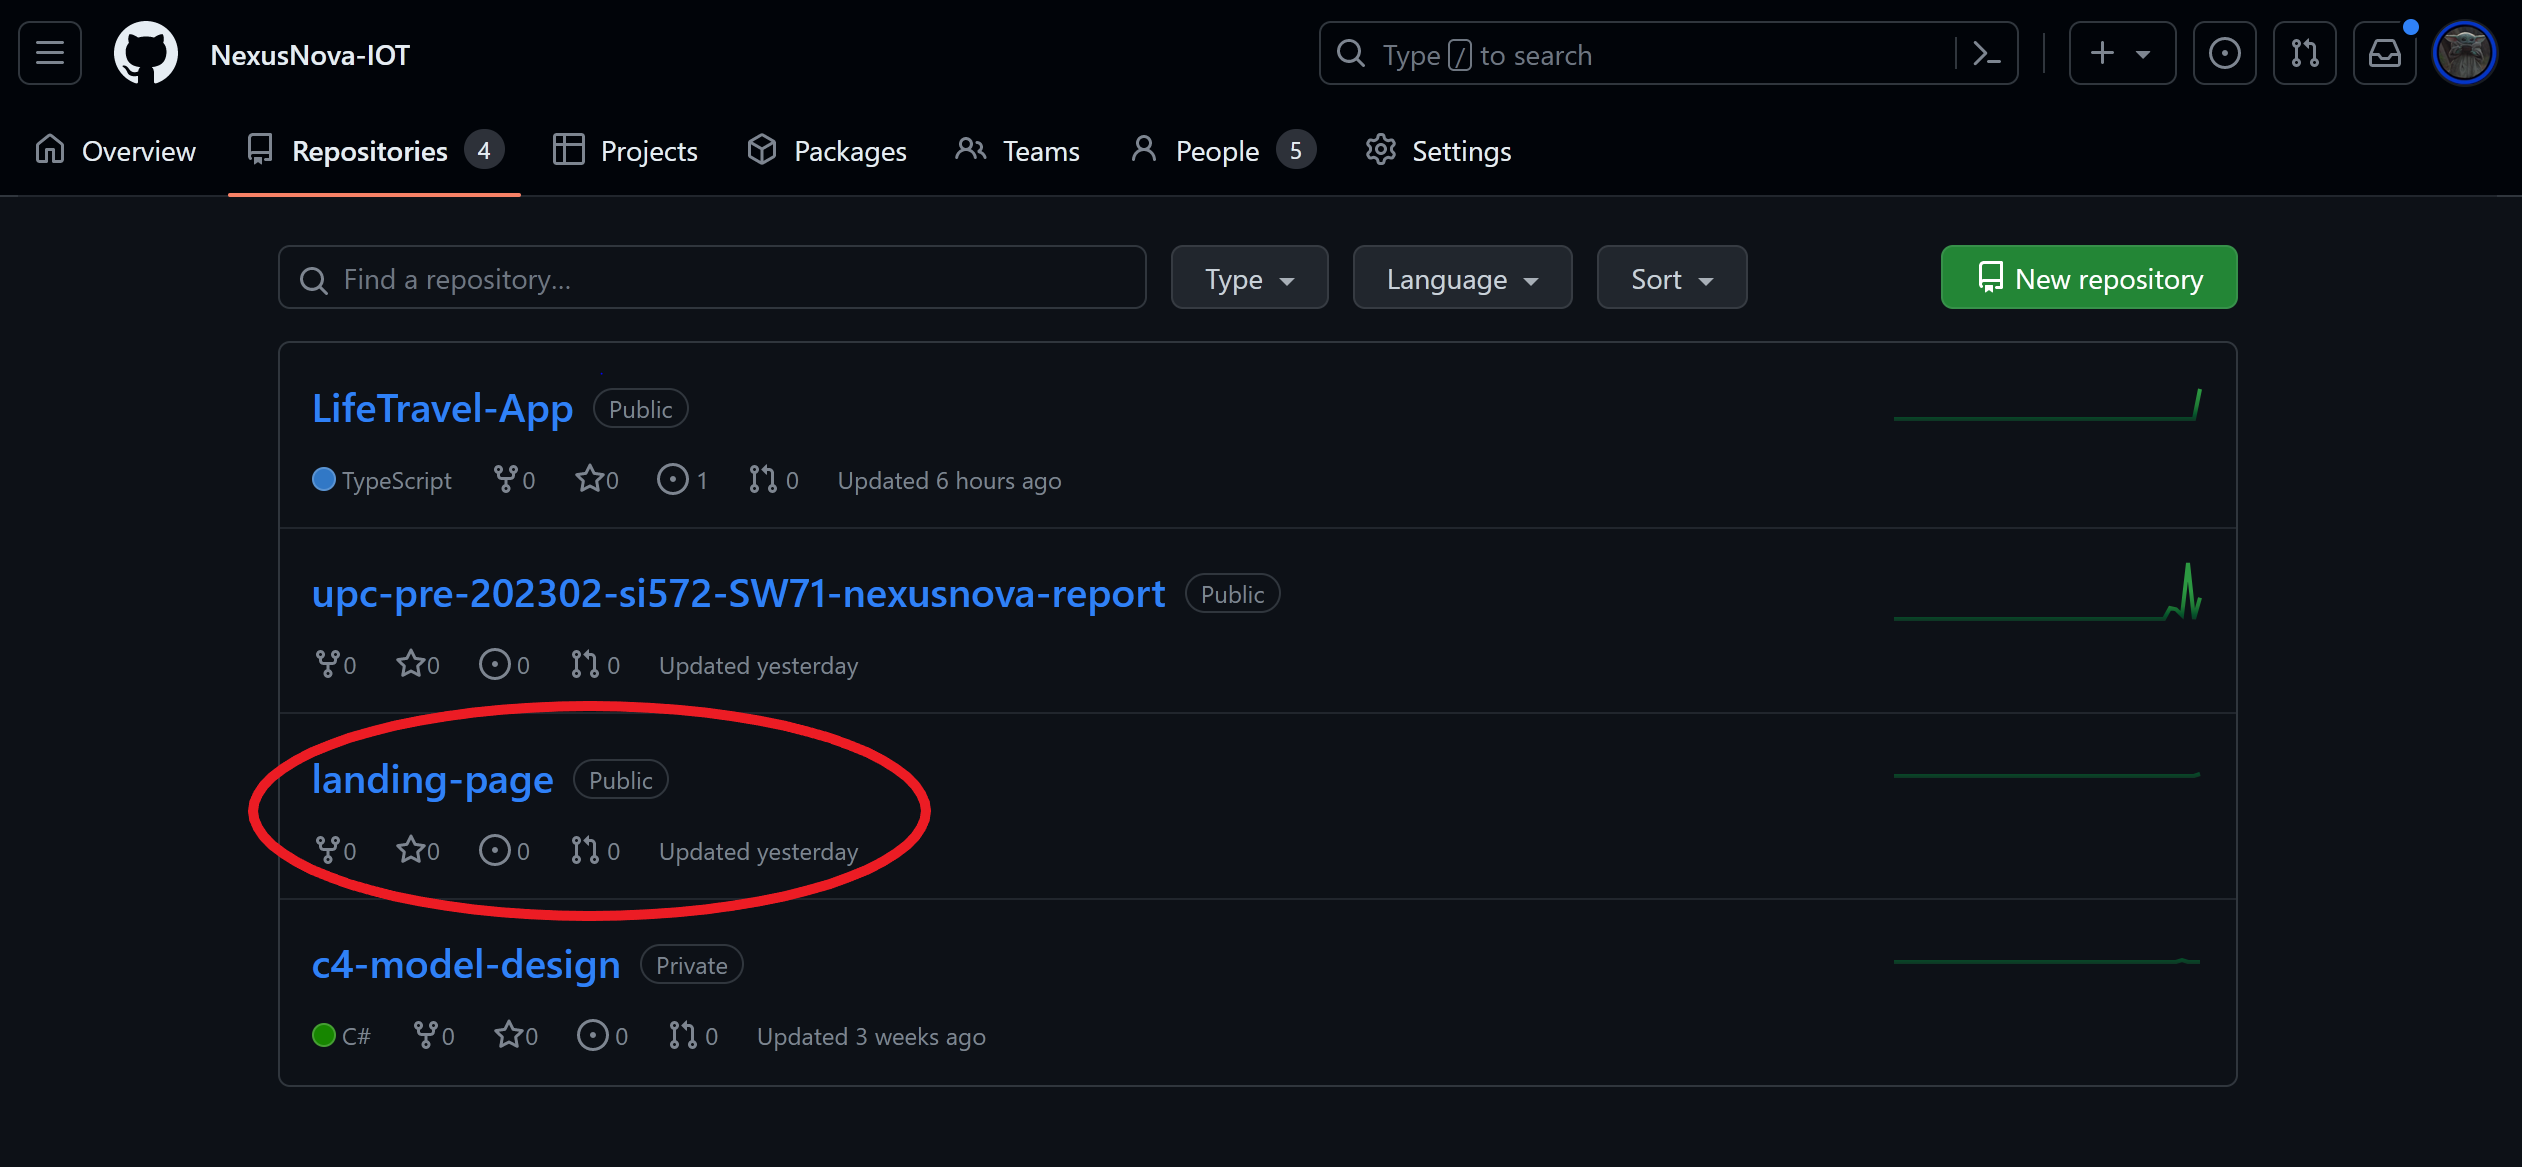 NexusNova-IOT
Type / to search
Overview Repositories 4 Projects Packages Teams People 5 Settings
Find a repository... Type Language Sort New repository
LifeTravel-App Public
TypeScript 0 0 1 0 Updated 6 hours ago
upc-pre-202302-si572-SW71-nexusnova-report Public
0 0 0 0 Updated yesterday
landing-page Public
0 0 0 0 Updated yesterday
c4-model-design Private
C# 0 0 0 0 Updated 3 weeks ago